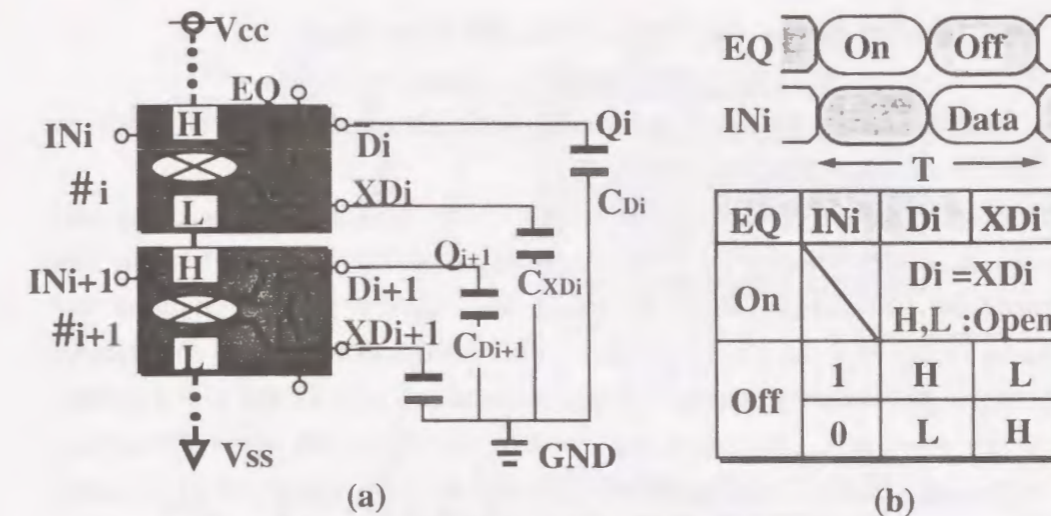 Vcc
EQ
INi
H
Di
Qi
#i
CDi
L
XDi
CXDi
INi+1
H
Di+1
Qi+1
#i+1
XDi+1
CDi+1
L
Vss
GND
(a)
EQ On Off
INi Data
T
EQ INi Di XDi
On Di =XDi
H,L :Open
Off 1 H L
0 L H
(b)